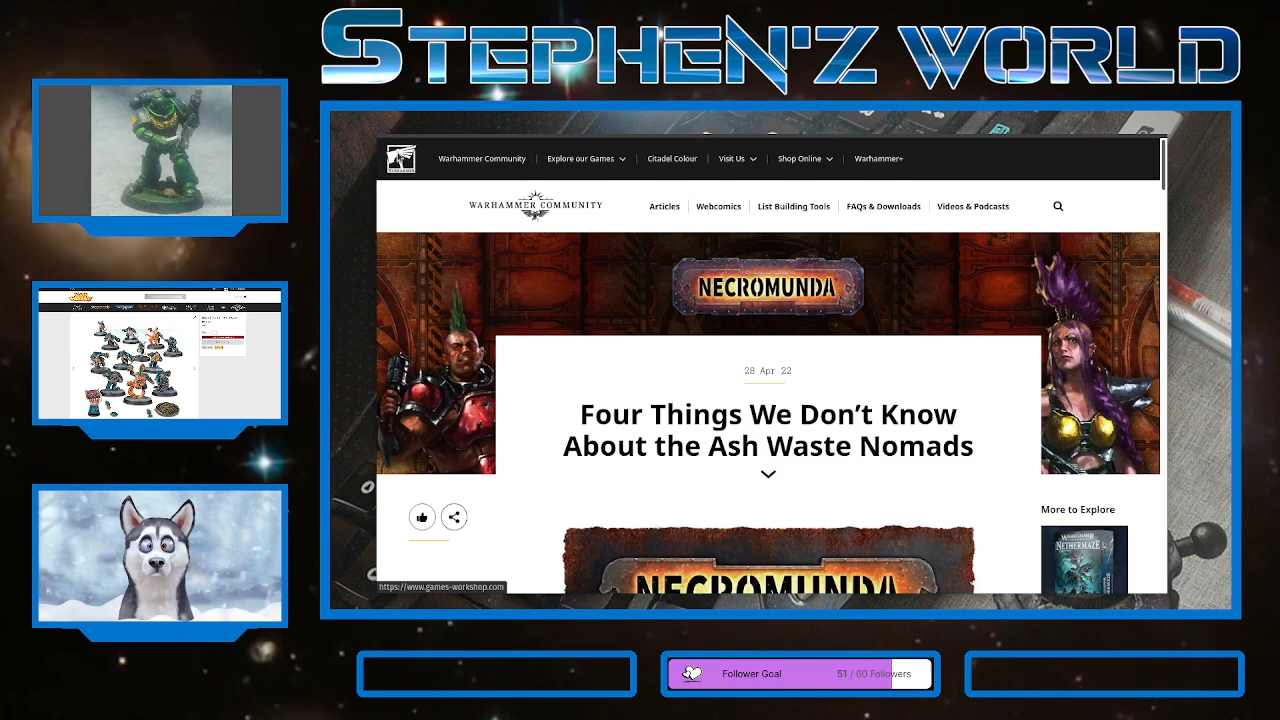 STEPHEN'Z WORLD
WARHAMMER
Warhammer Community
Explore our Games
Citadel Colour
Visit Us
Shop Online
Warhammer+
WARHAMMER COMMUNITY
Articles
Webcomics
List Building Tools
FAQs & Downloads
Videos & Podcasts
NECROMUNDA
28 Apr 22
Four Things We Don't Know
About the Ash Waste Nomads
More to Explore
NECROMUNDA
NETHERMAZE
https://www.games-workshop.com
Follower Goal
51 / 60 Followers